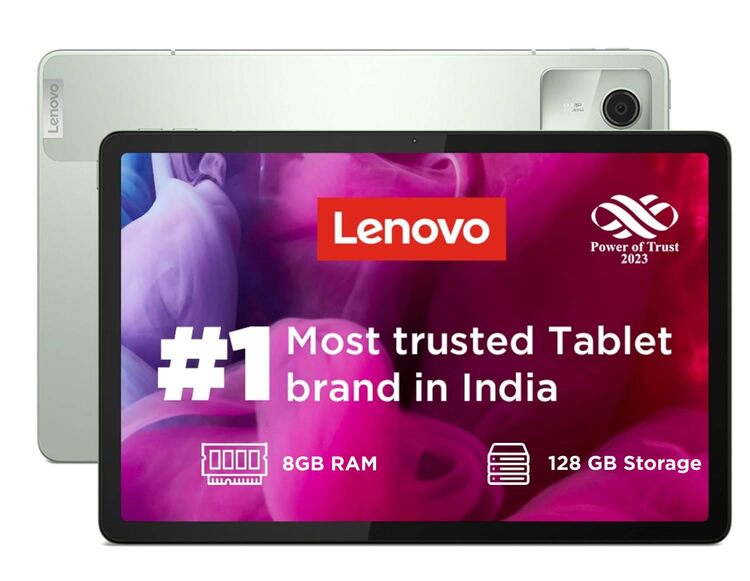 Lenovo
Lenovo
Power of Trust
2023
#1 Most trusted Tablet
brand in India
8GB RAM
128 GB Storage